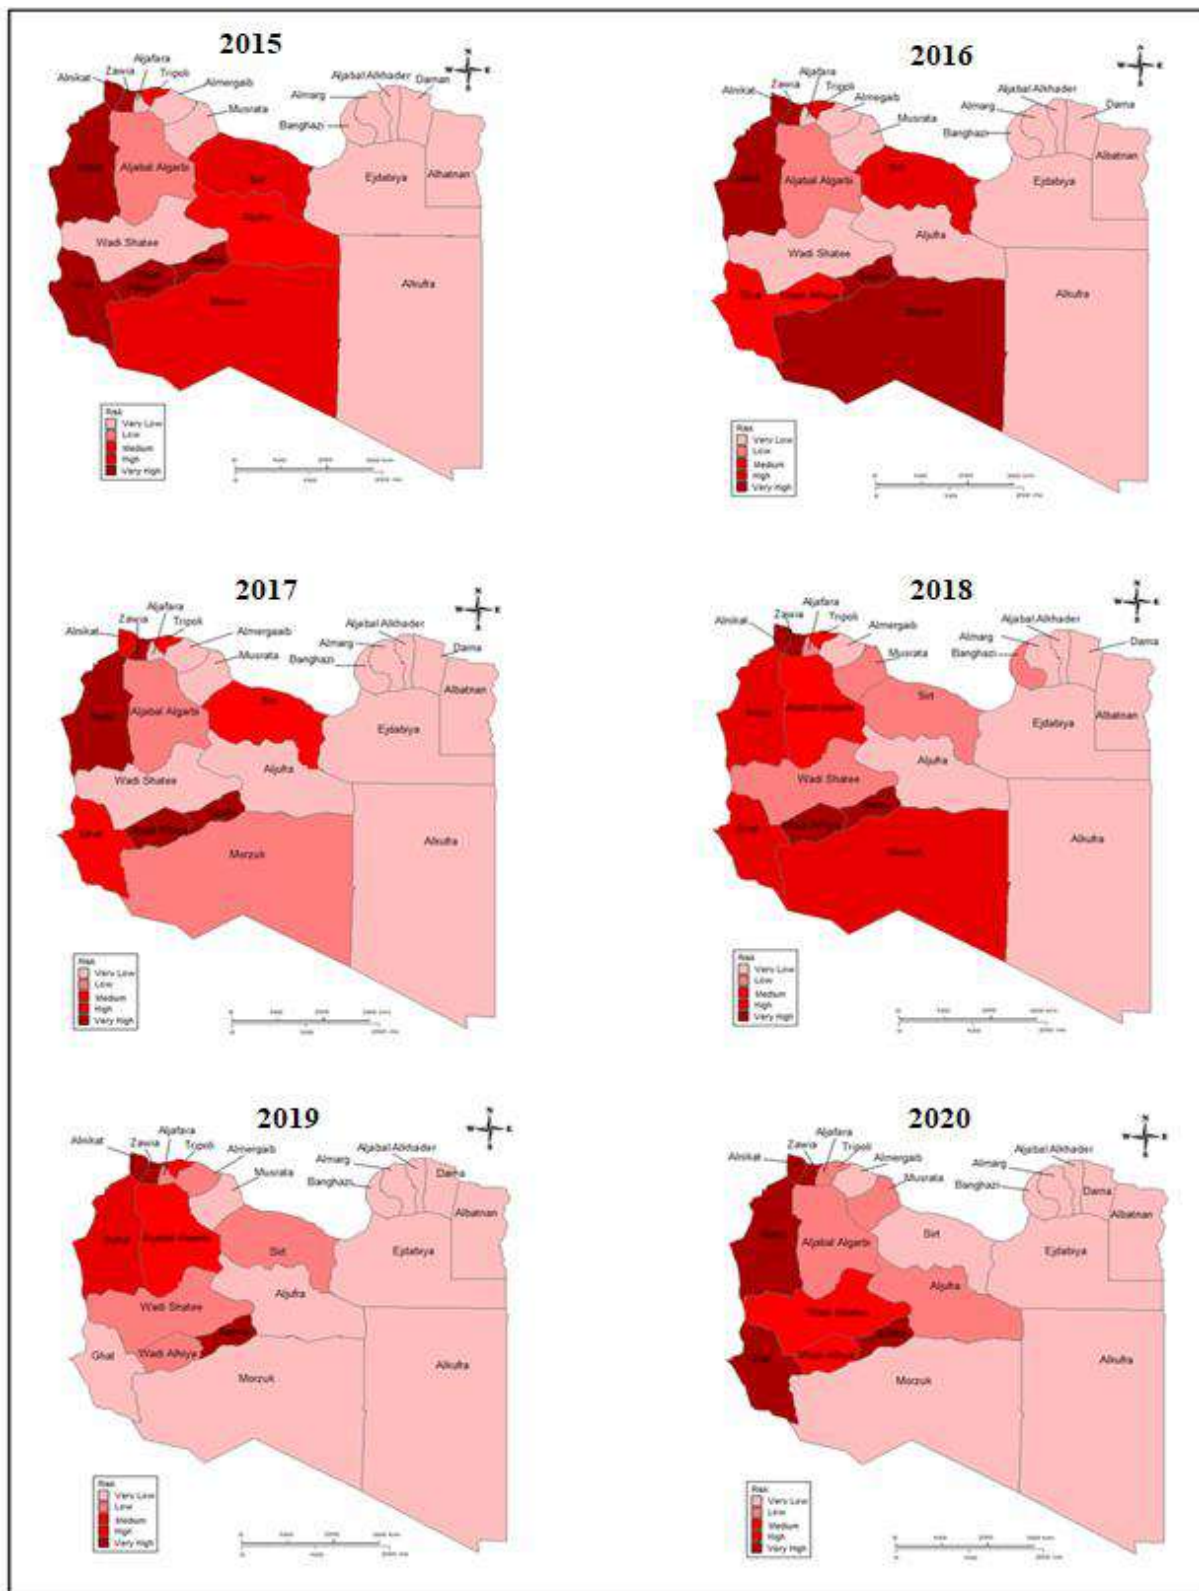 2015
N
W E
S
Alnikat
Zawia
Aljafara
Tripoli
Almergaib
Musrata
Aljabal Alkhader
Darnan
Almarg
Banghazi
Aljabal Algarbi
Sirt
Ejdabiya
Albatnan
Aljufra
Wadi Shatee
Alkufra
Risk
Very Low
Low
Medium
High
Very High
2016
N
W E
S
Alnikat
Zawia
Aljafara
Tripoli
Almegaib
Musrata
Aljabal Alkhader
Almarg
Darna
Banghazi
Albatnan
Aljabal Algarbi
Ejdabiya
Wadi Shatee
Aljufra
Alkufra
Risk
Very Low
Low
Medium
High
Very High
2017
N
W E
S
Alnikat
Zawia
Aljafara
Tripoli
Almergaaib
Musrata
Aljabal Alkhader
Almarg
Darna
Banghazi
Albatnan
Aljabal Algarbi
Ejdabiya
Wadi Shatee
Aljufra
Ghat
Morzuk
Alkufra
Risk
Very Low
Low
Medium
High
Very High
2018
N
W E
S
Alnikat
Zawia
Aljafara
Tripoli
Almergaib
Musrata
Aljabal Alkhader
Almarg
Darna
Banghazi
Albatnan
Sirt
Ejdabiya
Wadi Shatee
Aljufra
Alkufra
Risk
Very Low
Low
Medium
High
Very High
2019
N
W E
S
Alnikat
Zawia
Aljafara
Tripoli
Almergaib
Musrata
Aljabal Alkhader
Almarg
Darna
Banghazi
Albatnan
Sirt
Ejdabiya
Wadi Shatee
Aljufra
Ghat
Wadi Alhiya
Morzuk
Alkufra
Risk
Very Low
Low
Medium
High
Very High
2020
N
W E
S
Alnikat
Zawia
Aljafara
Tripoli
Almergaib
Musrata
Aljabal Alkhader
Almarg
Darna
Banghazi
Albatnan
Aljabal Algarbi
Sirt
Ejdabiya
Aljufra
Morzuk
Alkufra
Risk
Very Low
Low
Medium
High
Very High